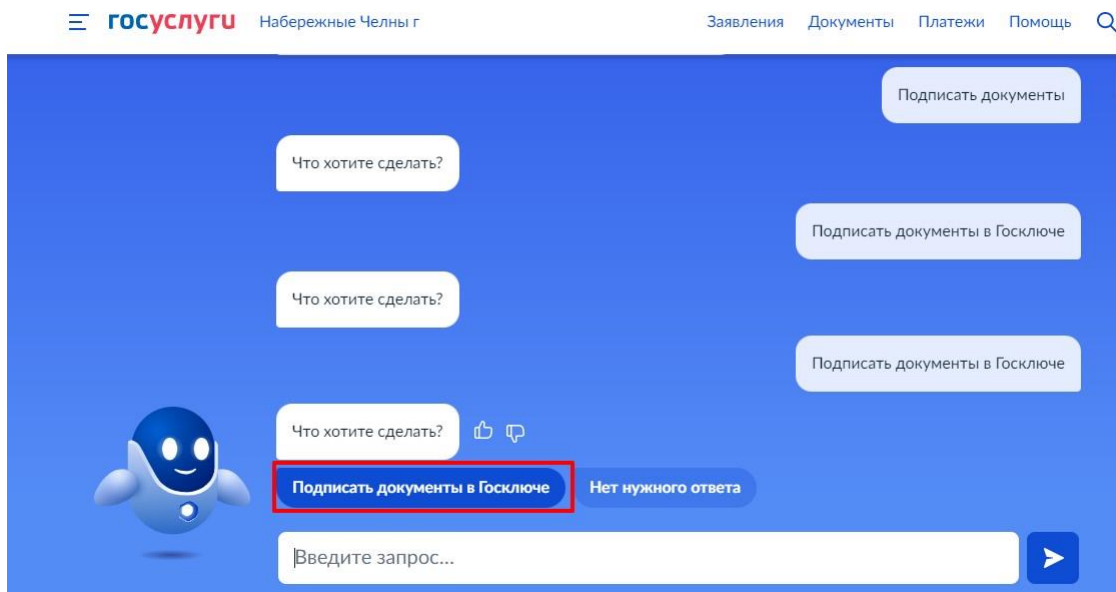 госуслуги Набережные Челны г Заявления Документы Платежи Помощь
Подписать документы
Что хотите сделать?
Подписать документы в Госключе
Что хотите сделать?
Подписать документы в Госключе
Что хотите сделать?
Подписать документы в Госключе Нет нужного ответа
Введите запрос...